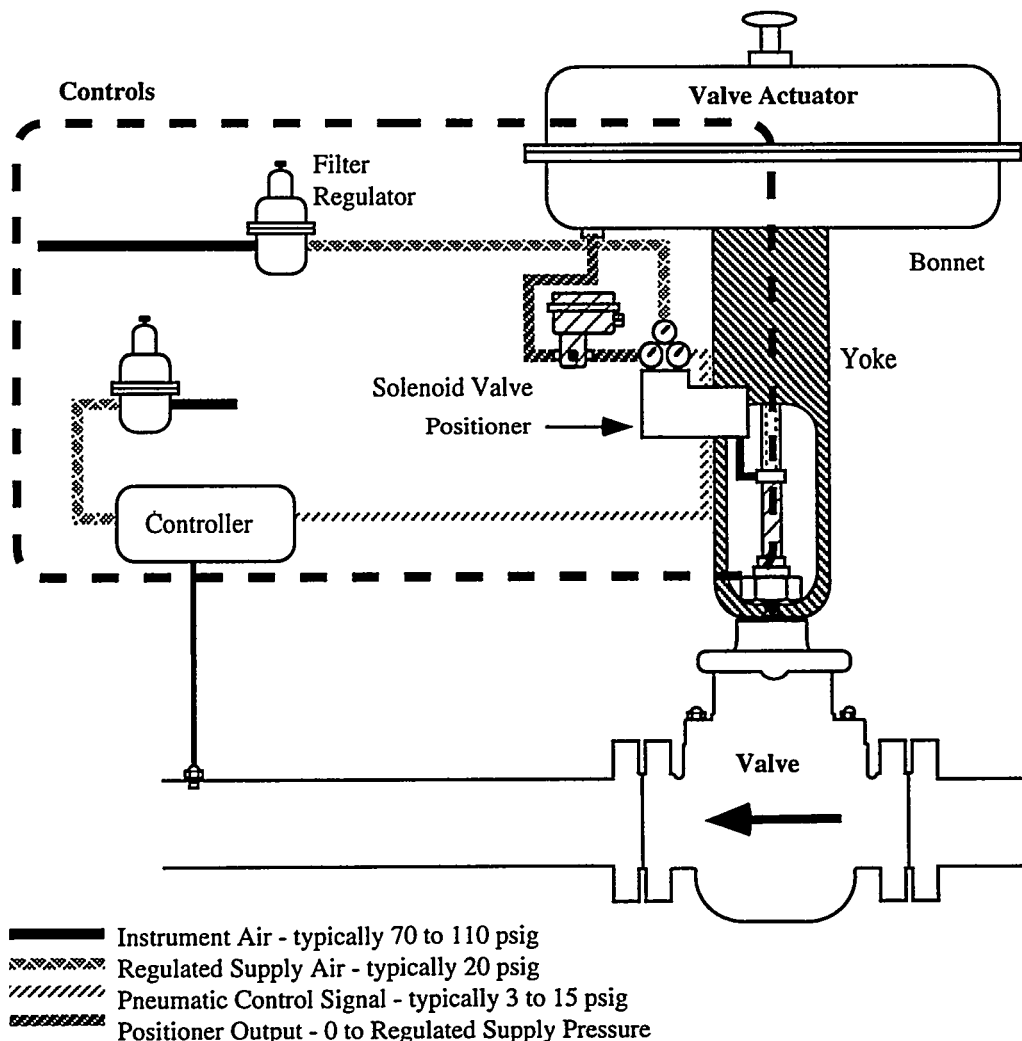 Controls
Valve Actuator
Filter
Regulator
Bonnet
Yoke
Solenoid Valve
Positioner
Controller
Valve
Instrument Air - typically 70 to 110 psig
Regulated Supply Air - typically 20 psig
Pneumatic Control Signal - typically 3 to 15 psig
Positioner Output - 0 to Regulated Supply Pressure